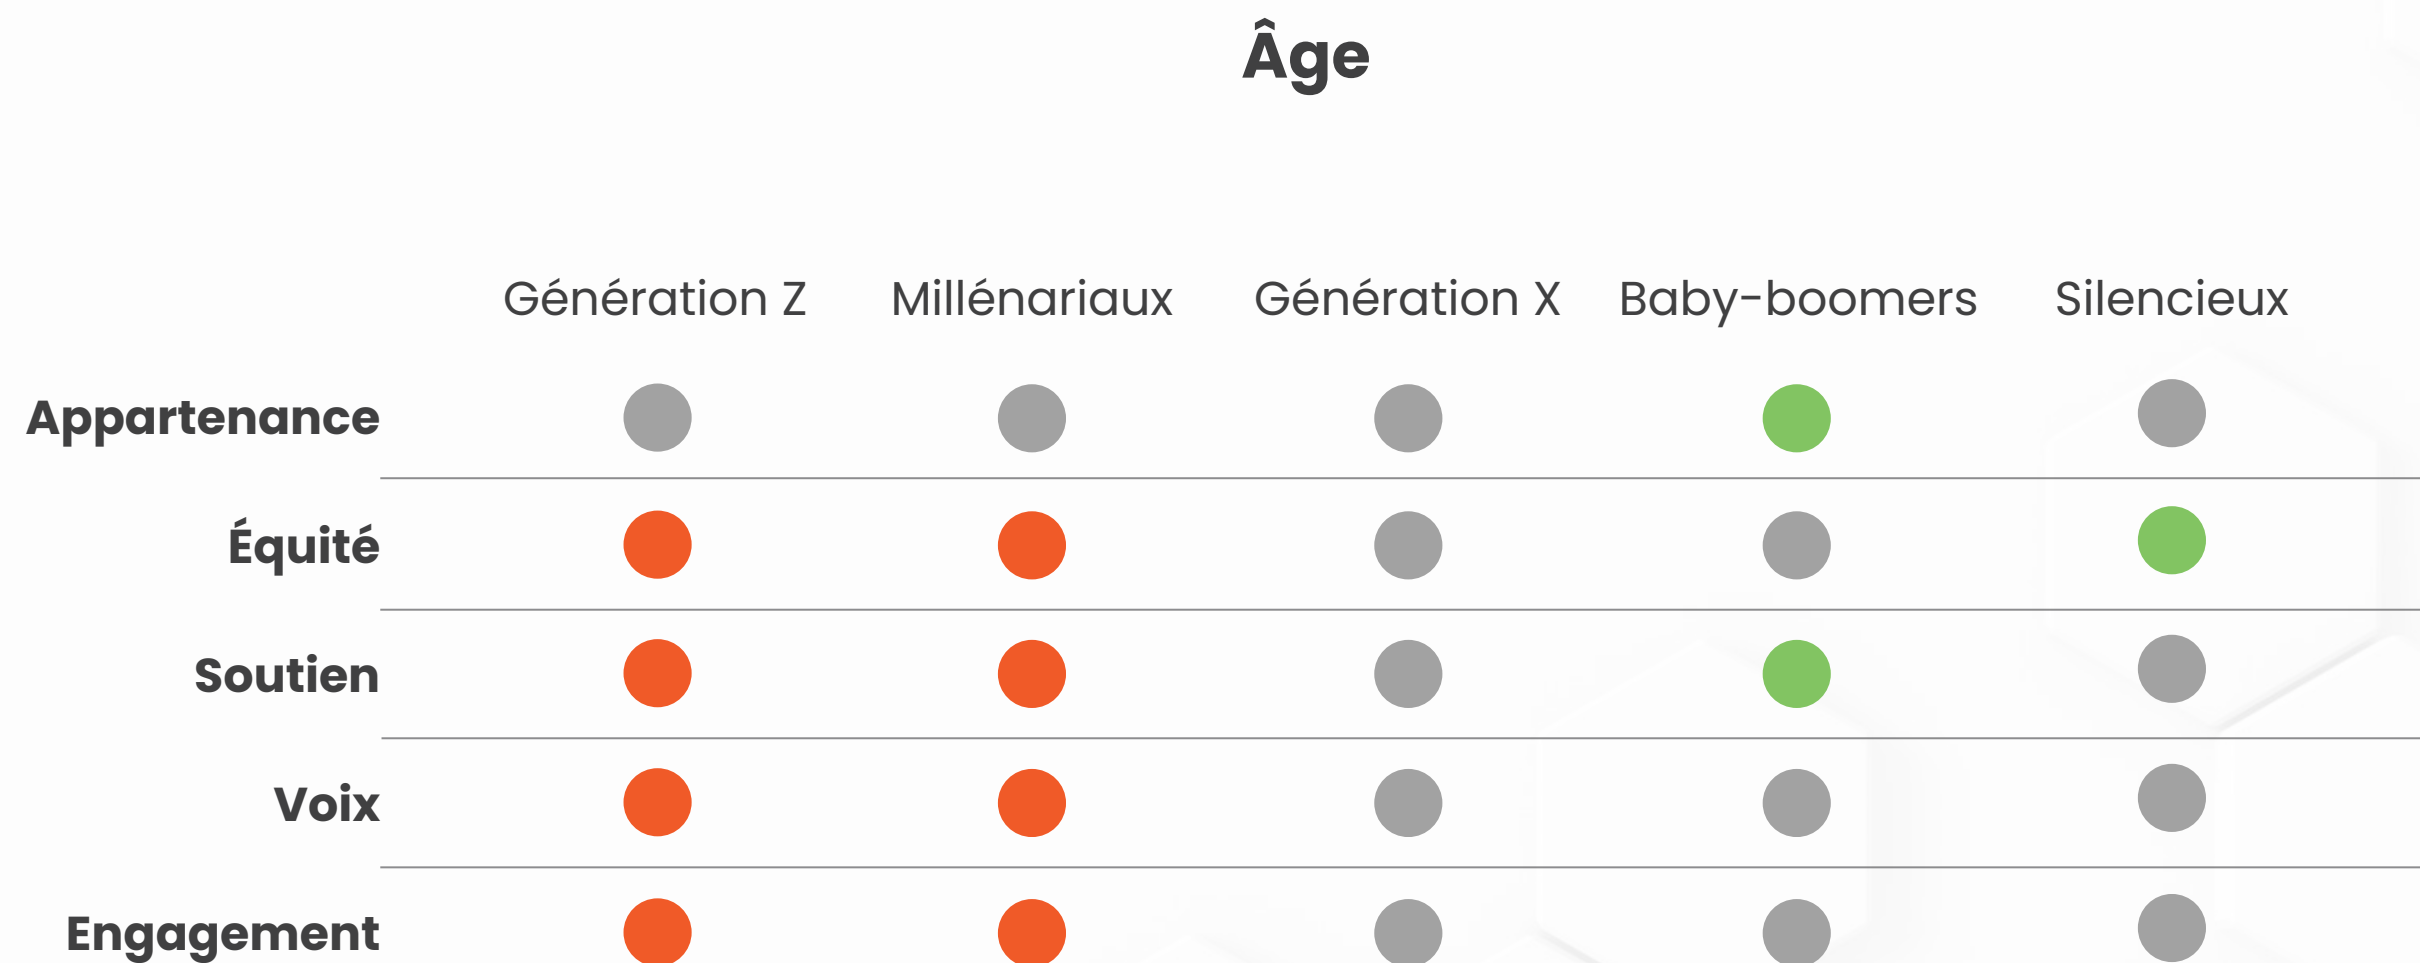 Âge
Génération Z Millénariaux Génération X Baby-boomers Silencieux
Appartenance
Équité
Soutien
Voix
Engagement